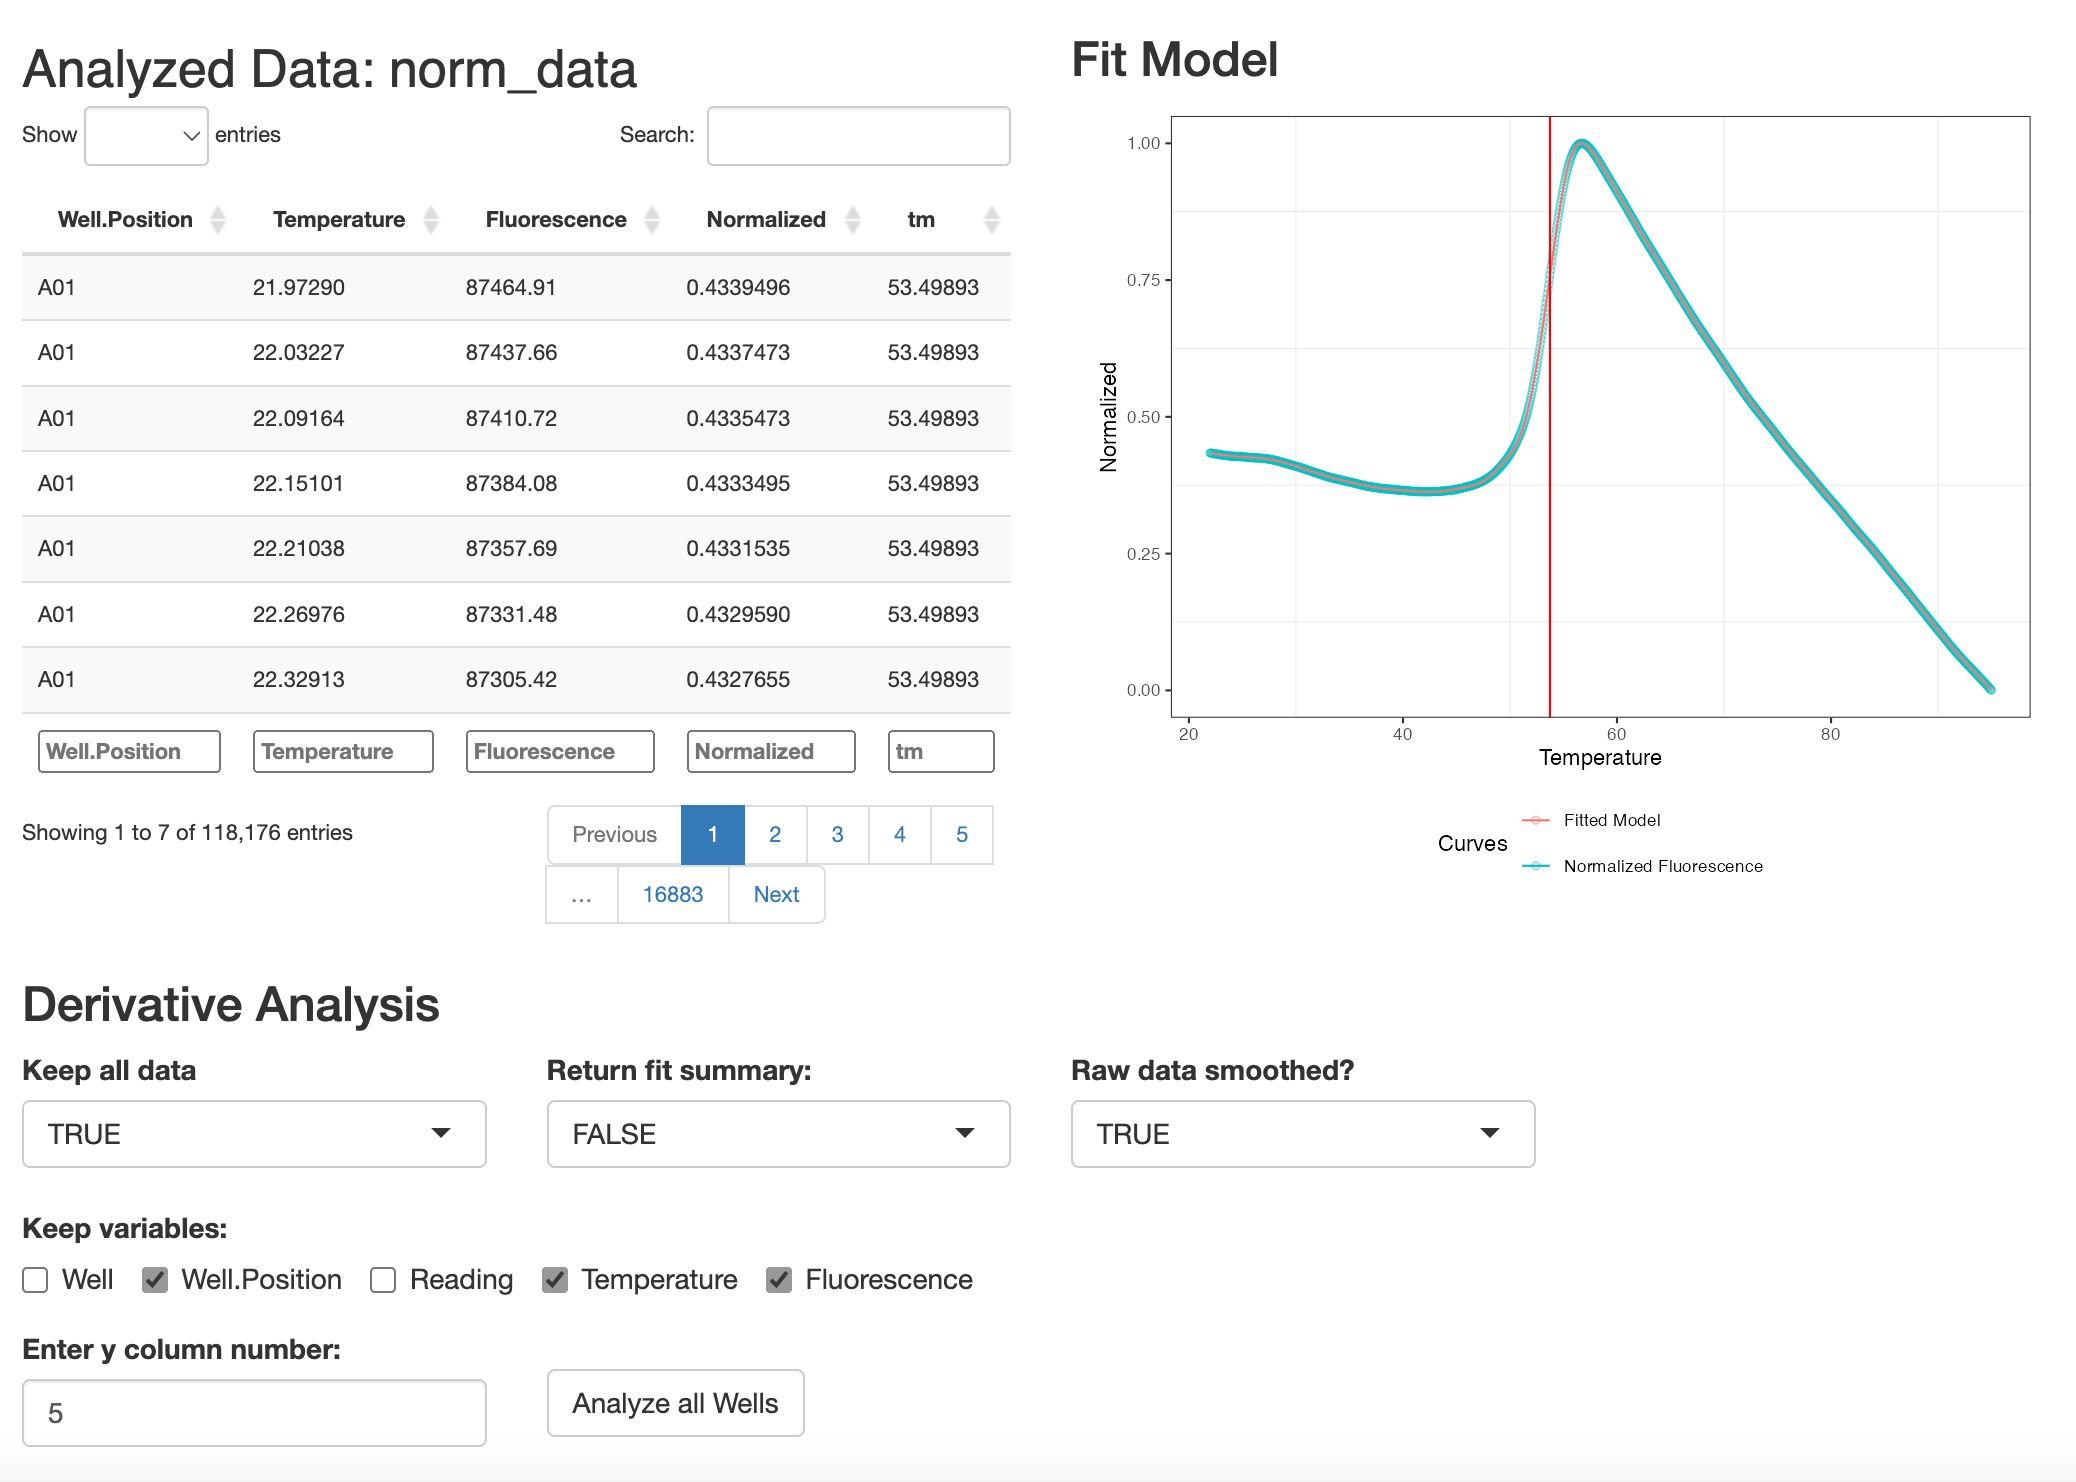 Analyzed Data: norm_data
Show entries Search:
Well.Position Temperature Fluorescence Normalized tm
A01 21.97290 87464.91 0.4339496 53.49893
A01 22.03227 87437.66 0.4337473 53.49893
A01 22.09164 87410.72 0.4335473 53.49893
A01 22.15101 87384.08 0.4333495 53.49893
A01 22.21038 87357.69 0.4331535 53.49893
A01 22.26976 87331.48 0.4329590 53.49893
A01 22.32913 87305.42 0.4327655 53.49893
Well.Position Temperature Fluorescence Normalized tm
Showing 1 to 7 of 118,176 entries
Previous 1 2 3 4 5
... 16883 Next
Fit Model
Normalized
1.00
0.75
0.50
0.25
0.00
20 40 60 80
Temperature
Curves
Fitted Model
Normalized Fluorescence
Derivative Analysis
Keep all data Return fit summary: Raw data smoothed?
TRUE FALSE TRUE
Keep variables:
Well Well.Position Reading Temperature Fluorescence
Enter y column number:
5 Analyze all Wells